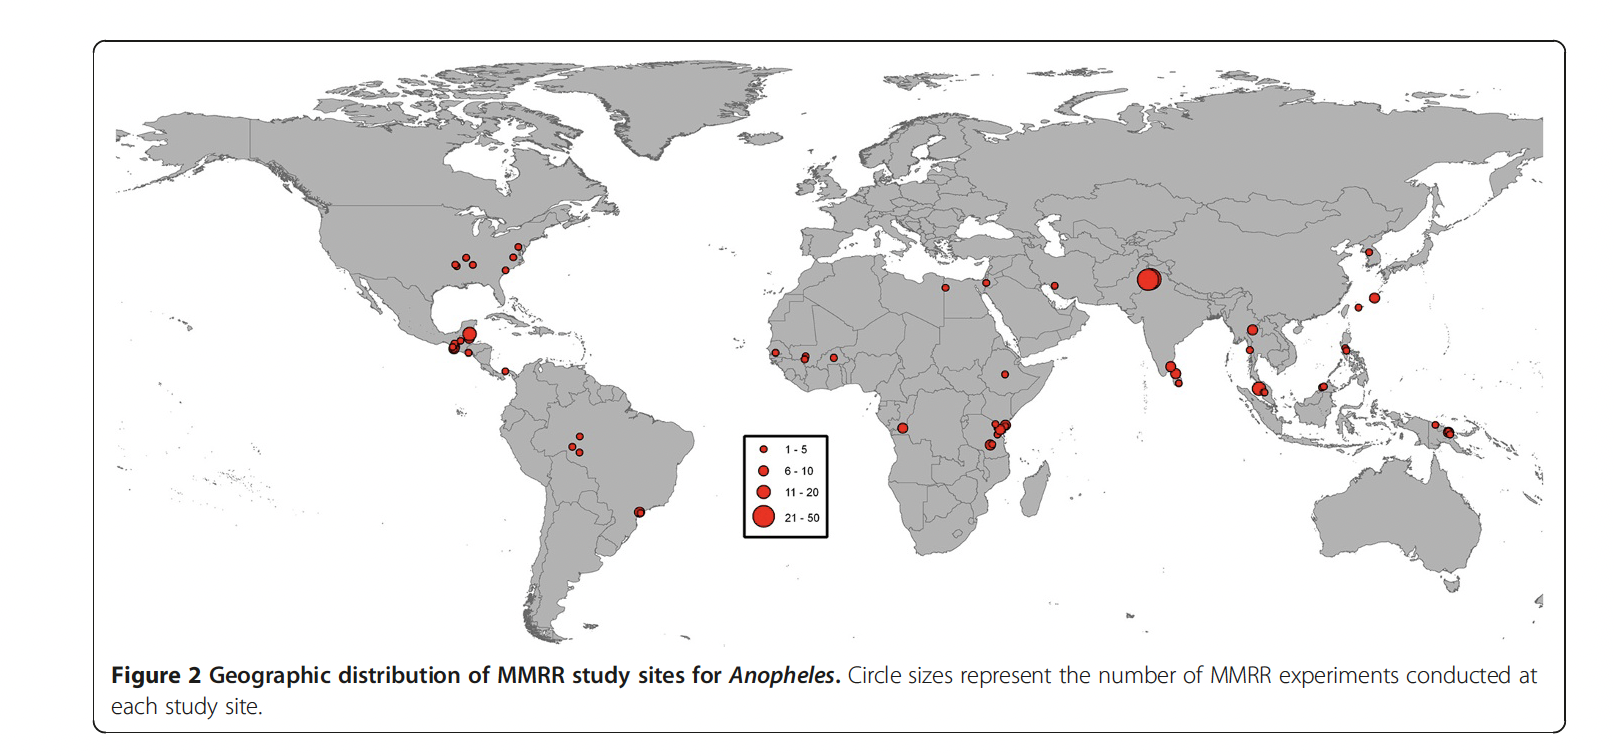 1 - 5
6 - 10
11 - 20
21 - 50
Figure 2 Geographic distribution of MMRR study sites for Anopheles. Circle sizes represent the number of MMRR experiments conducted at
each study site.